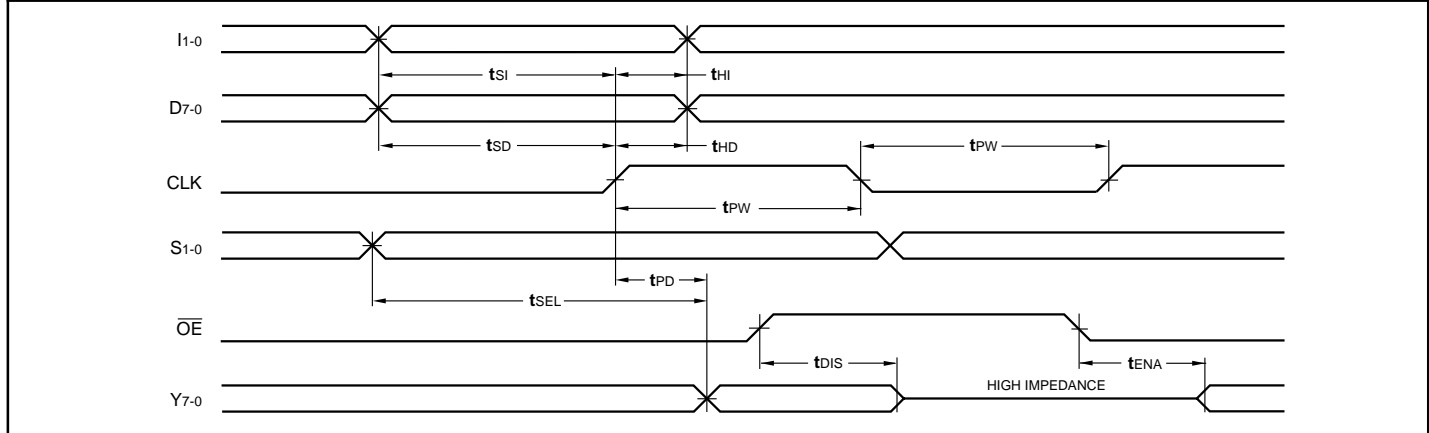 I1-0
tSI tHI
D7-0
tSD tHD tPW
CLK
tPW
S1-0
tPD
tSEL
OE
tDIS tENA
HIGH IMPEDANCE
Y7-0